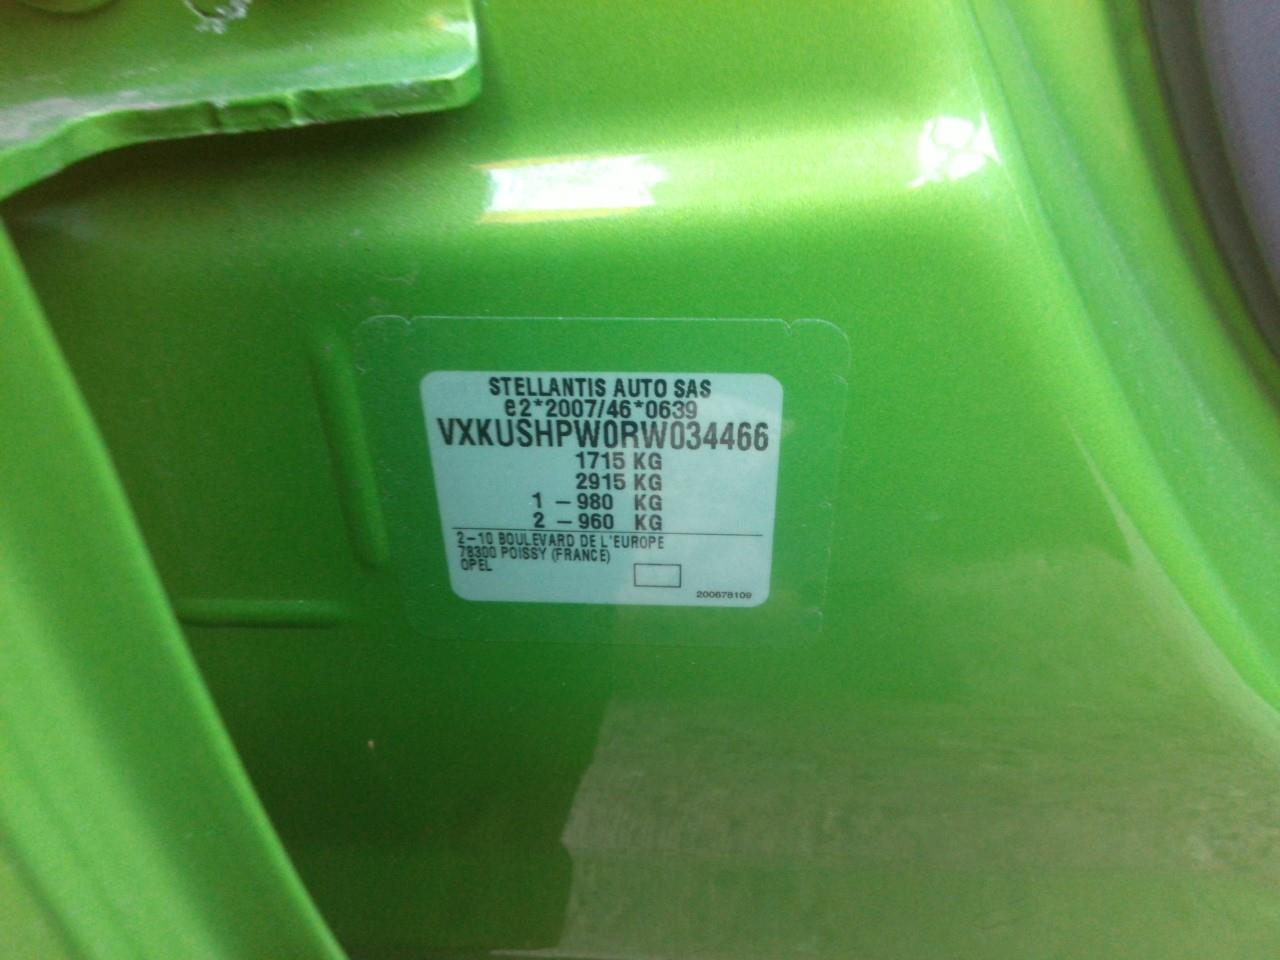 STELLANTIS AUTO SAS
e2*2007/46*0639
VXKUSHPW0RW034466
1715 KG
2915 KG
1 - 980 KG
2 - 960 KG
2-10 BOULEVARD DE L'EUROPE
78300 POISSY (FRANCE)
OPEL
200678109